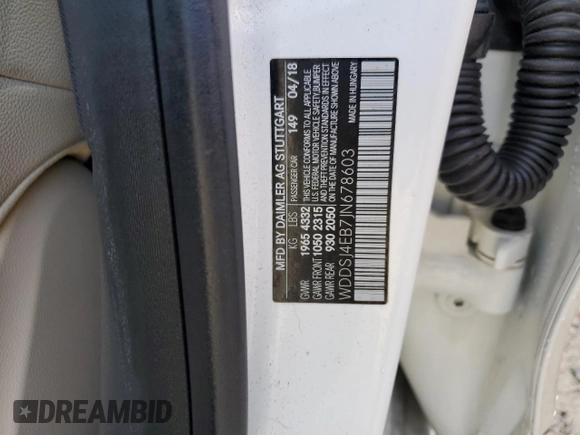 MFD BY DAIMLER AG STUTTGART
KG LBS PASSENGER CAR 149 04/18
GVWR 1965 4332 THIS VEHICLE CONFORMS TO ALL APPLICABLE
GAWR FRONT 1050 2315 U.S. FEDERAL MOTOR VEHICLE SAFETY,BUMPER
GAWR REAR 930 2050 AND THEFT PREVENTION STANDARDS IN EFFECT
ON THE DATE OF MANUFACTURE SHOWN ABOVE
WDDSJ4EB7JN678603 MADE IN HUNGARY
DREAMBID